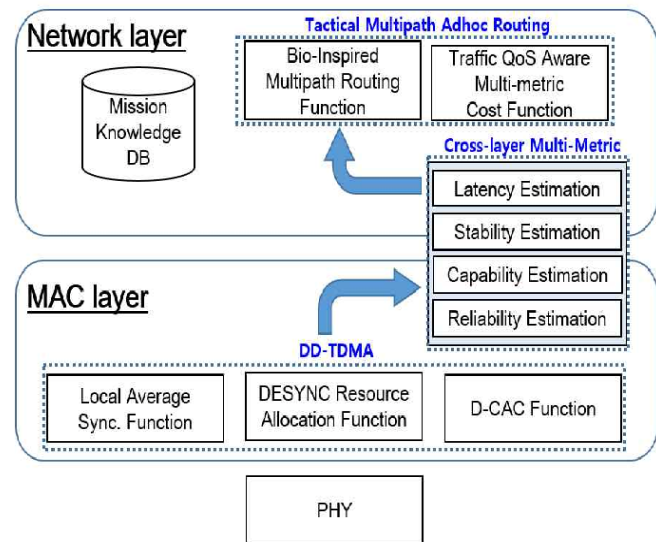 Tactical Multipath Adhoc Routing
Network layer
Bio-Inspired
Multipath Routing
Function
Traffic QoS Aware
Multi-metric
Cost Function
Mission
Knowledge
DB
Cross-layer Multi-Metric
Latency Estimation
Stability Estimation
Capability Estimation
Reliability Estimation
MAC layer
DD-TDMA
Local Average
Sync. Function
DESYNC Resource
Allocation Function
D-CAC Function
PHY